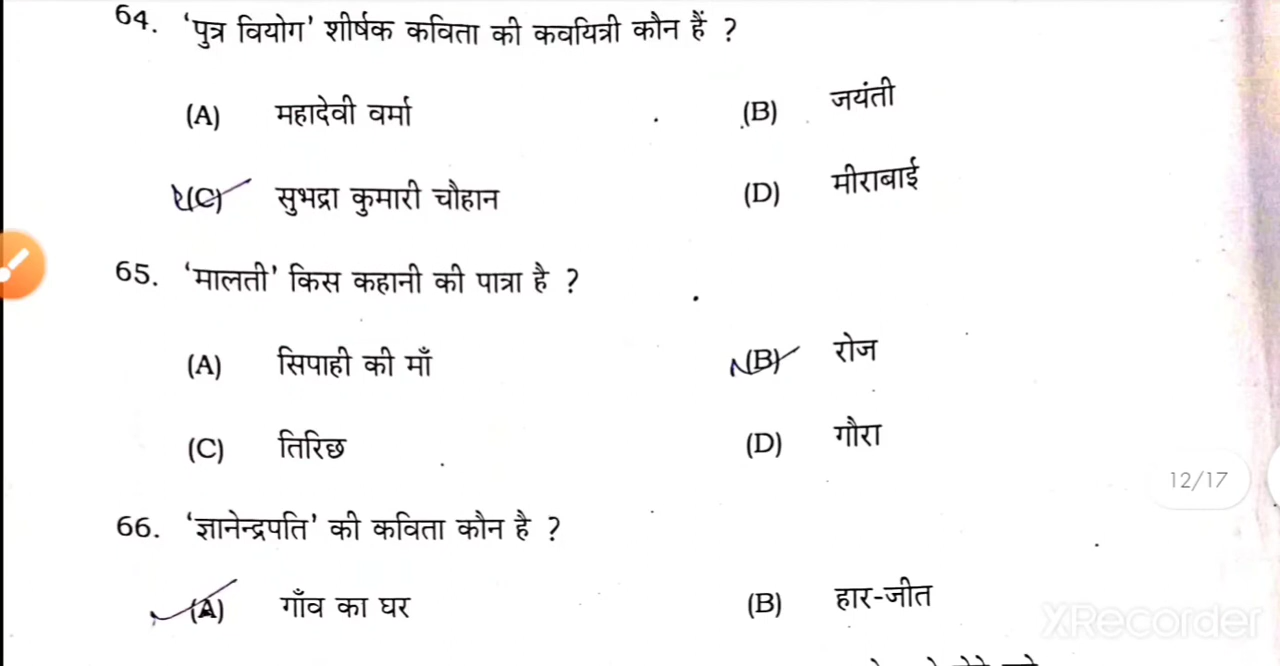 64. ‘पुत्र वियोग’ शीर्षक कविता की कवयित्री कौन हैं ?
(A) महादेवी वर्मा (B) जयंती
(C) सुभद्रा कुमारी चौहान (D) मीराबाई
65. ‘मालती’ किस कहानी की पात्रा है ?
(A) सिपाही की माँ (B) रोज
(C) तिरिछ (D) गौरा
12/17
66. ‘ज्ञानेन्द्रपति’ की कविता कौन है ?
(A) गाँव का घर (B) हार-जीत
XRecorder